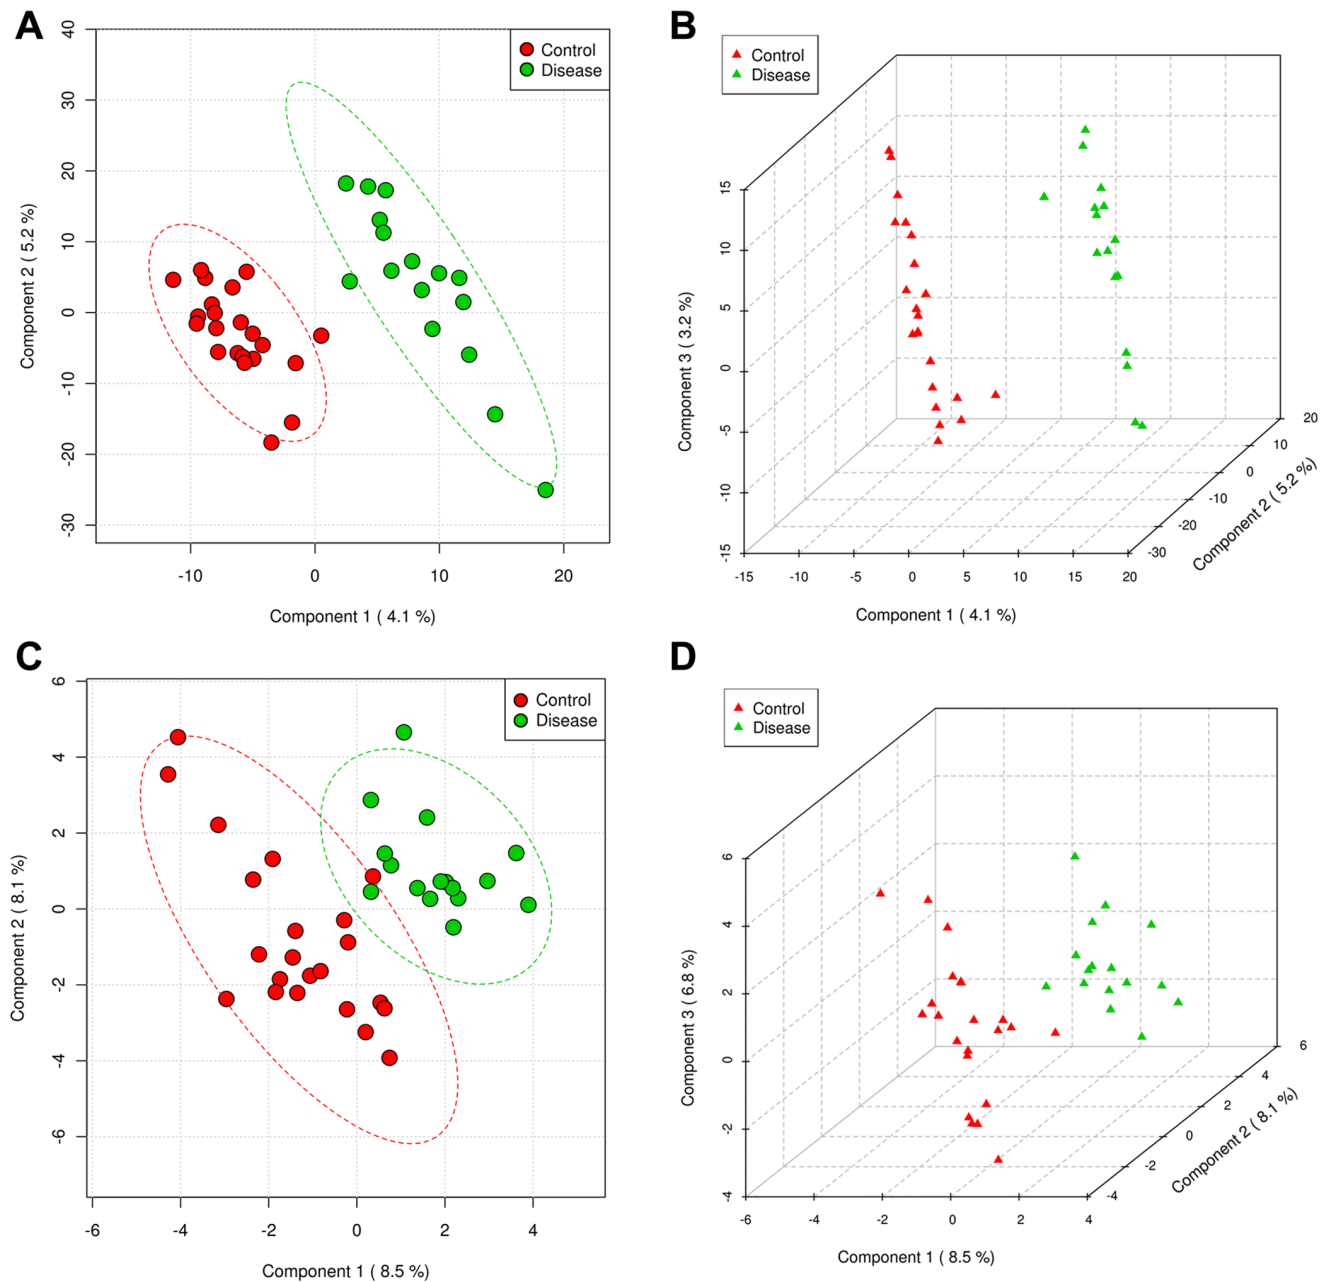 A
Control
Disease
40
30
20
10
0
-10
-20
-30
-10
0
10
20
Component 2 ( 5.2 %)
Component 1 ( 4.1 %)
B
Control
Disease
15
10
5
0
-5
-10
-15
-15
-10
-5
0
5
10
15
20
20
10
0
-10
-20
-30
Component 3 ( 3.2 %)
Component 1 ( 4.1 %)
Component 2 ( 5.2 %)
C
Control
Disease
6
4
2
0
-2
-4
-6
-6
-4
-2
0
2
4
Component 2 ( 8.1 %)
Component 1 ( 8.5 %)
D
Control
Disease
6
4
2
0
-2
-4
-6
-4
-2
0
2
4
6
4
2
0
-2
-4
Component 3 ( 6.8 %)
Component 1 ( 8.5 %)
Component 2 ( 8.1 %)